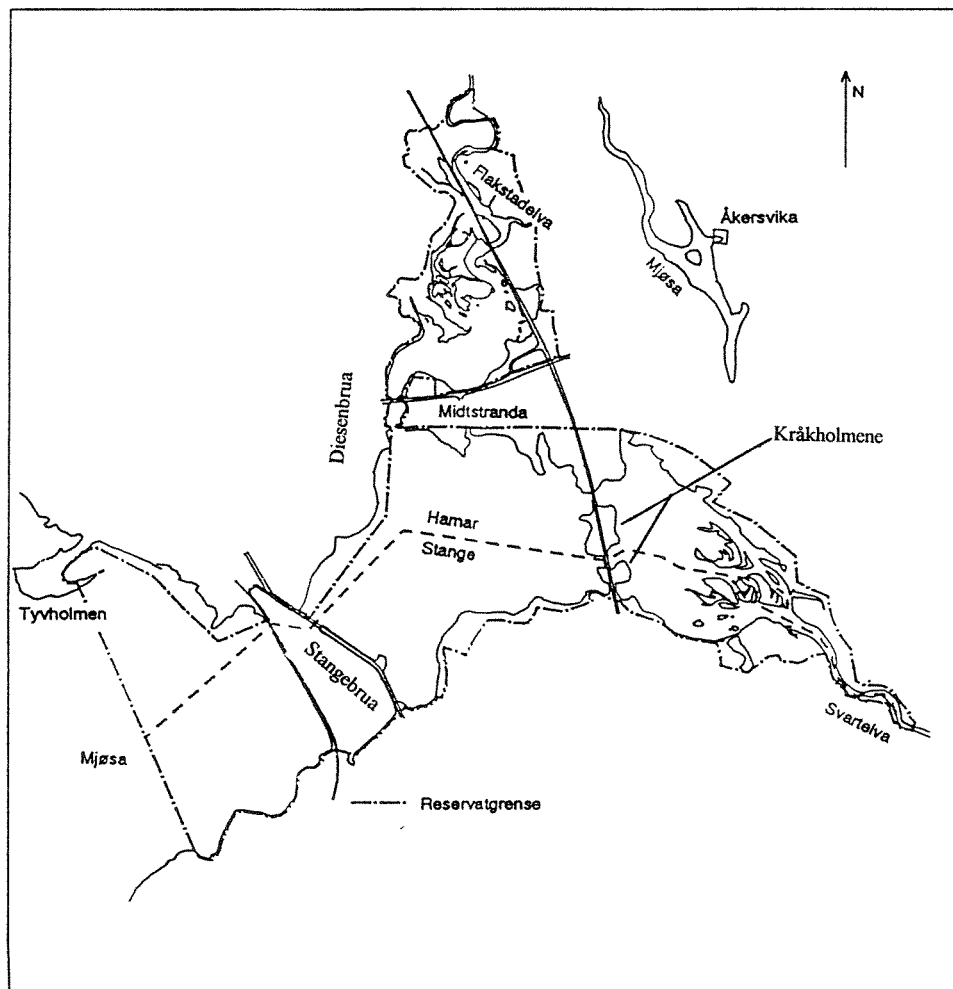 N
Flakstadelva
Åkersvika
Mjøsa
Diesenbrua
Midtstranda
Kråkholmene
Hamar
Stange
Tyvholmen
Stangebrua
Svartelva
Mjøsa
Reservatgrense